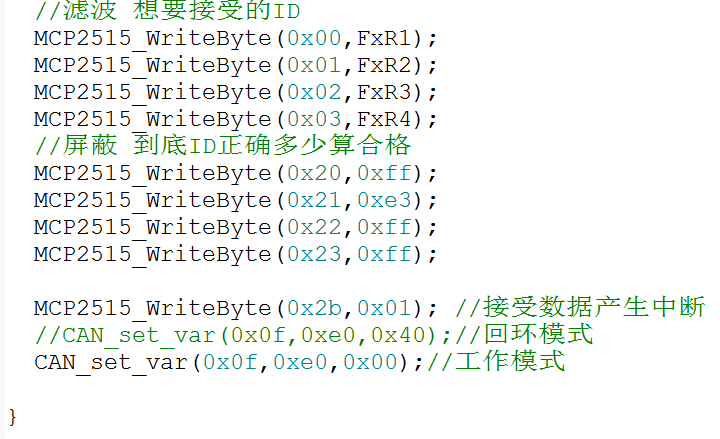 //滤波 想要接受的ID
MCP2515_WriteByte(0x00,FxR1);
MCP2515_WriteByte(0x01,FxR2);
MCP2515_WriteByte(0x02,FxR3);
MCP2515_WriteByte(0x03,FxR4);
//屏蔽 到底ID正确多少算合格
MCP2515_WriteByte(0x20,0xff);
MCP2515_WriteByte(0x21,0xe3);
MCP2515_WriteByte(0x22,0xff);
MCP2515_WriteByte(0x23,0xff);
MCP2515_WriteByte(0x2b,0x01); //接受数据产生中断
//CAN_set_var(0x0f,0xe0,0x40);//回环模式
CAN_set_var(0x0f,0xe0,0x00);//工作模式
}